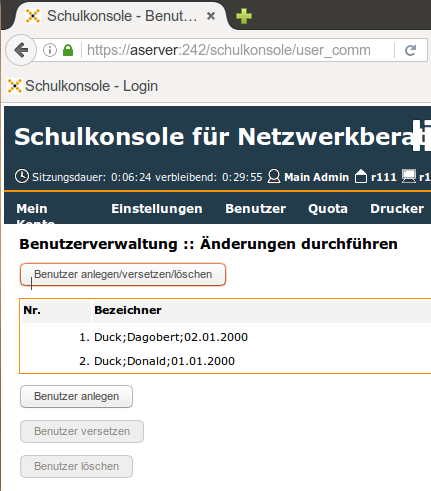 Schulkonsole - Benut
https://aserver:242/schulkonsole/user_comm
Schulkonsole - Login
Schulkonsole für Netzwerkberat
Sitzungsdauer: 0:06:24 verbleibend: 0:29:55 Main Admin r111 r1
Mein Konto Einstellungen Benutzer Quota Drucker
Benutzerverwaltung :: Änderungen durchführen
Benutzer anlegen/versetzen/löschen
Nr. Bezeichner
1. Duck;Dagobert;02.01.2000
2. Duck;Donald;01.01.2000
Benutzer anlegen
Benutzer versetzen
Benutzer löschen